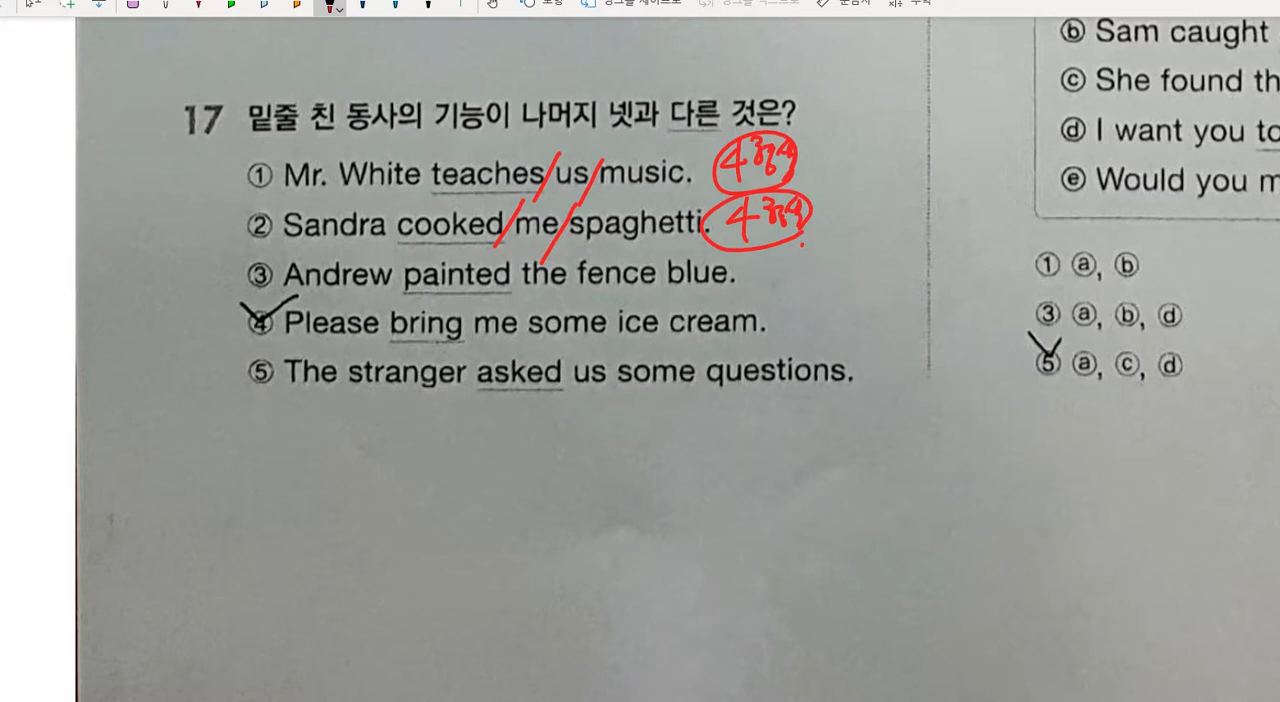 17 밑줄 친 동사의 기능이 나머지 넷과 다른 것은?
① Mr. White teaches/us/music. 4형식
② Sandra cooked/me/spaghetti. 4형식
③ Andrew painted the fence blue.
④ Please bring me some ice cream.
⑤ The stranger asked us some questions.
ⓑ Sam caught
ⓒ She found th
ⓓ I want you to
ⓔ Would you m
① ⓐ, ⓑ
③ ⓐ, ⓑ, ⓓ
⑤ ⓐ, ⓒ, ⓓ